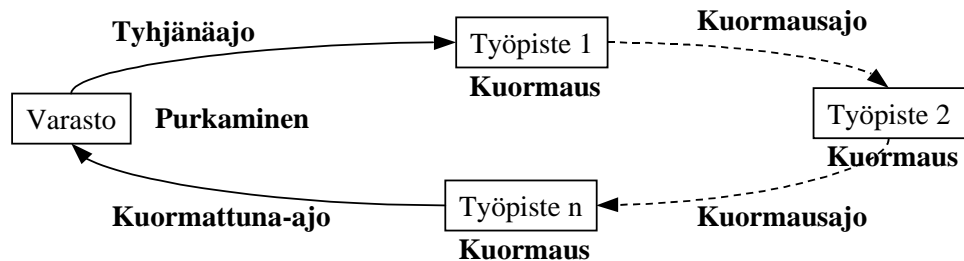 Tyhjänäajo
Työpiste 1
Kuormaus
Kuormausajo
Varasto
Purkaminen
Työpiste 2
Kuormaus
Kuormattuna-ajo
Työpiste n
Kuormaus
Kuormausajo